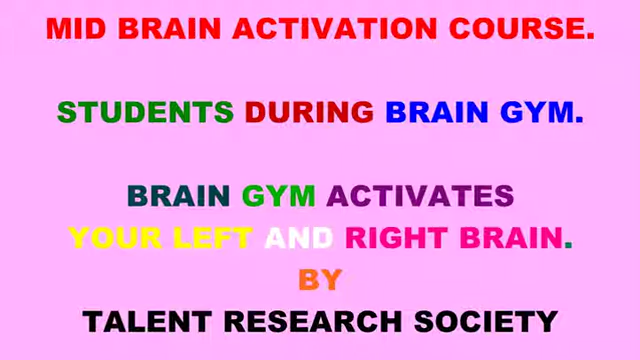 MID BRAIN ACTIVATION COURSE.
STUDENTS DURING BRAIN GYM.
BRAIN GYM ACTIVATES
YOUR LEFT AND RIGHT BRAIN.
BY
TALENT RESEARCH SOCIETY